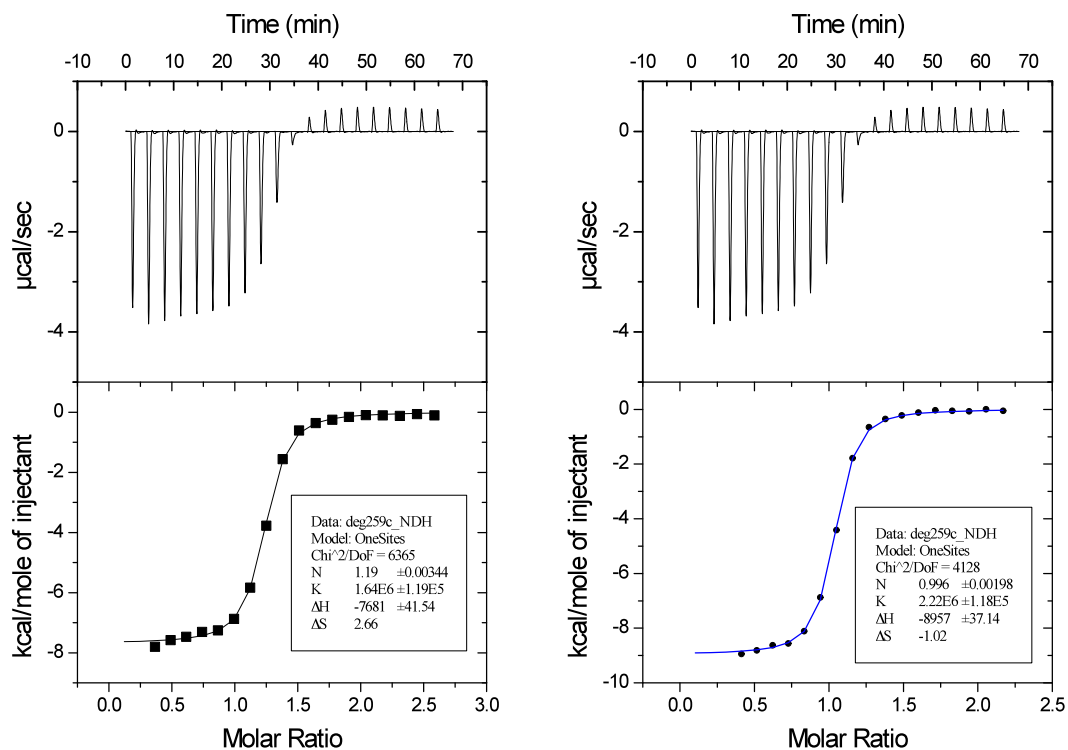 Time (min)
-10 0 10 20 30 40 50 60 70
0
-2
-4
µcal/sec
0
-2
-4
-6
-8
kcal/mole of injectant
Data: deg259c_NDH
Model: OneSites
Chi^2/DoF = 6365
N 1.19 ±0.00344
K 1.64E6 ±1.19E5
ΔH -7681 ±41.54
ΔS 2.66
0.0 0.5 1.0 1.5 2.0 2.5 3.0
Molar Ratio
Time (min)
-10 0 10 20 30 40 50 60 70
0
-2
-4
µcal/sec
0
-2
-4
-6
-8
-10
kcal/mole of injectant
Data: deg259c_NDH
Model: OneSites
Chi^2/DoF = 4128
N 0.996 ±0.00198
K 2.22E6 ±1.18E5
ΔH -8957 ±37.14
ΔS -1.02
0.0 0.5 1.0 1.5 2.0 2.5
Molar Ratio